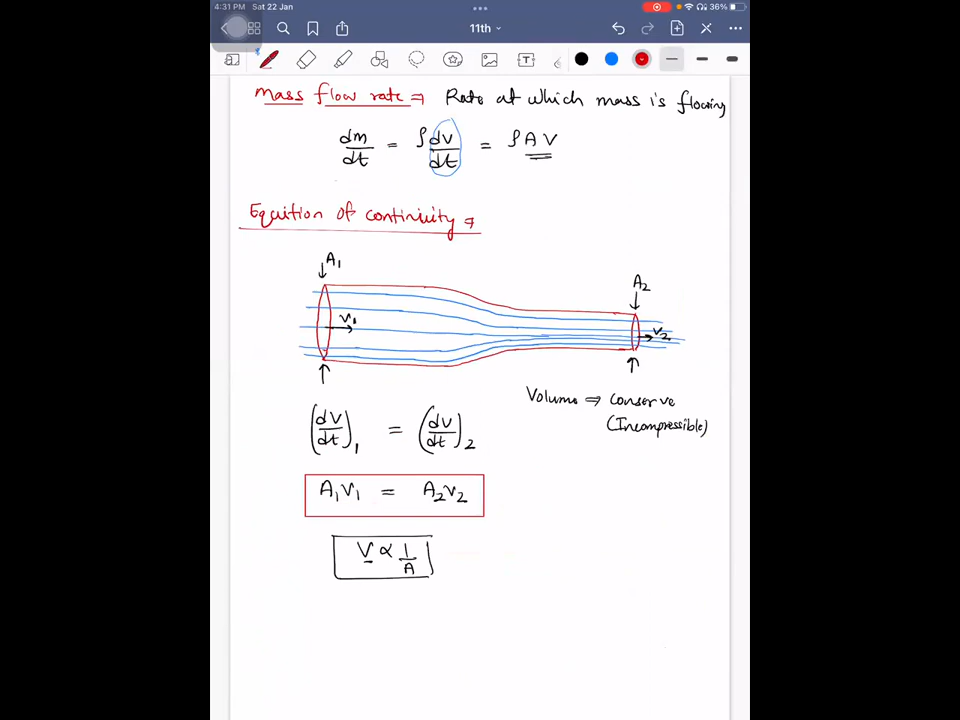 4:31 PM Sat 22 Jan
36%
11th
T
Mass flow rate ⇒ Rate at which mass is flowing
dm/dt = ρ dv/dt = ρ A V
Equition of continuity ⇒
A₁
A₂
V₁
V₂
Volume ⇒ conserve
(Incompressible)
(dv/dt)₁ = (dv/dt)₂
A₁V₁ = A₂V₂
V ∝ 1/A